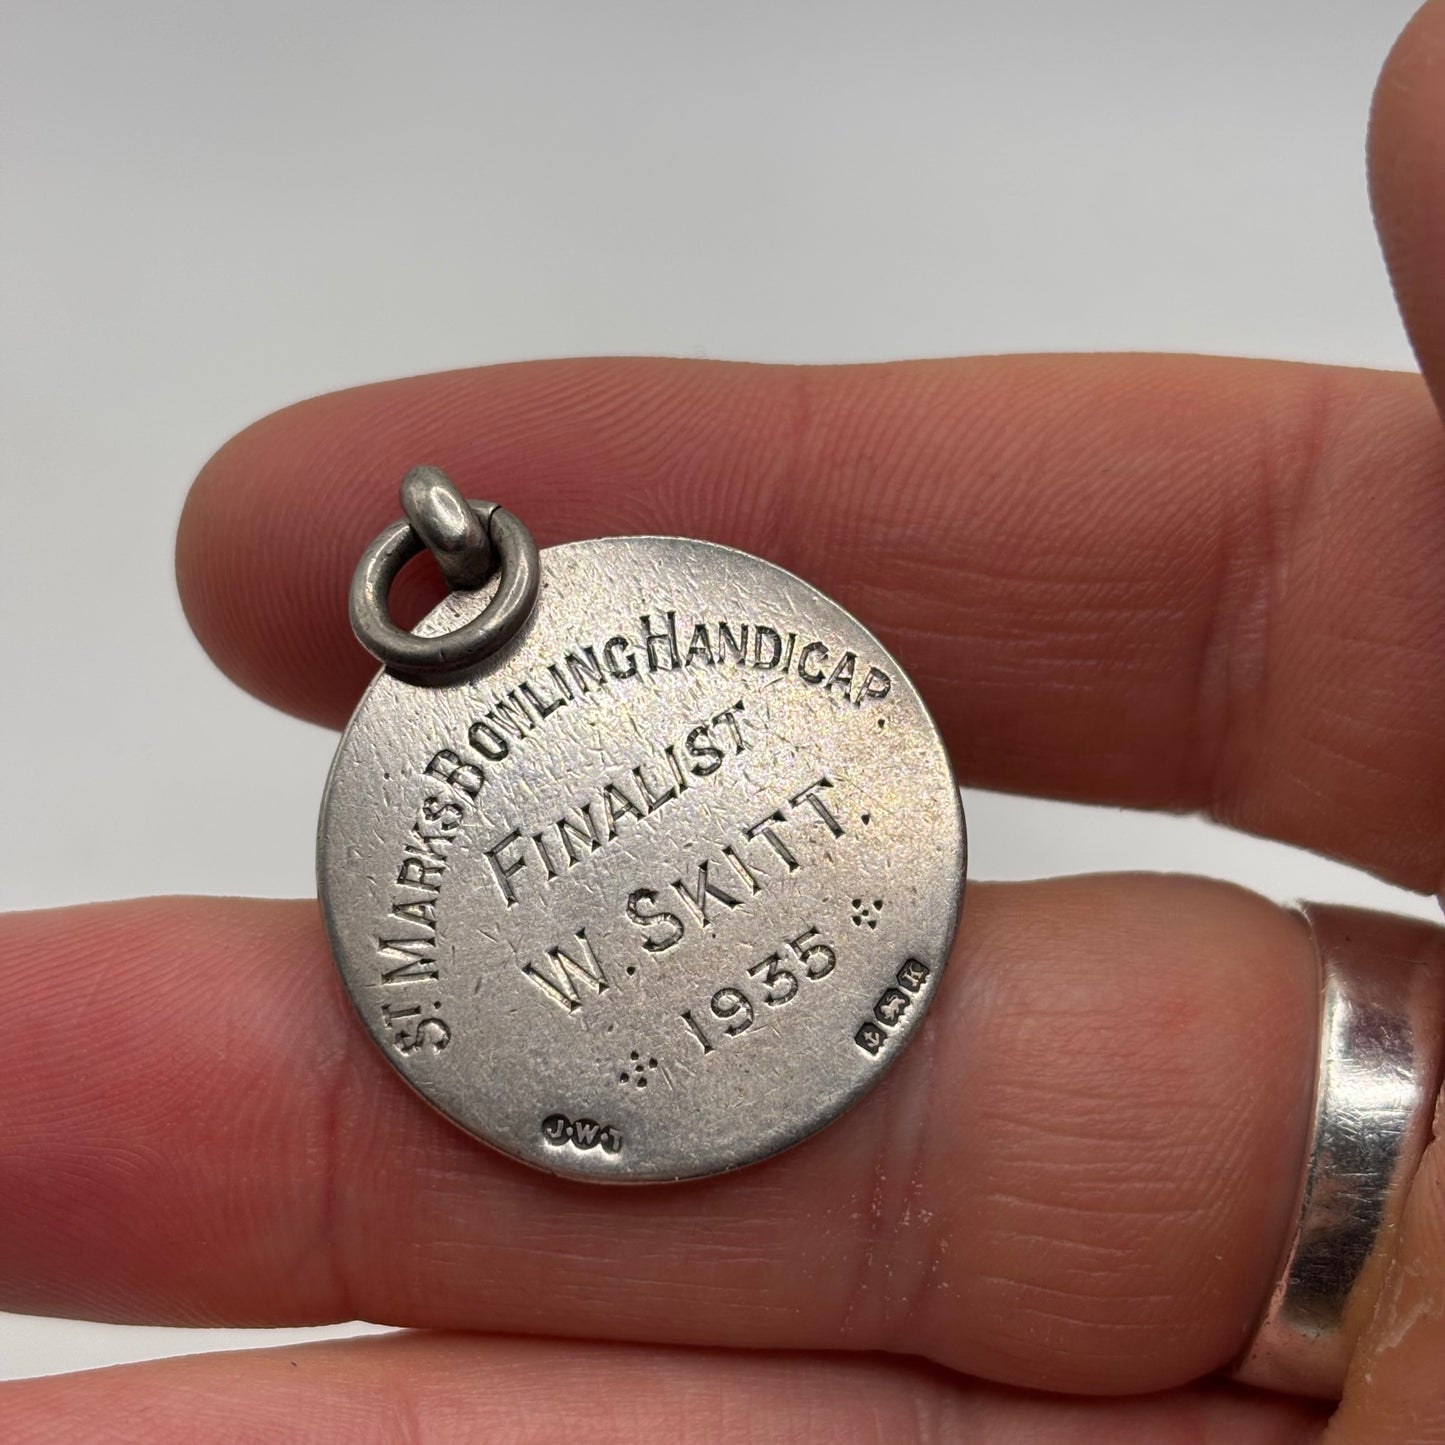 ST. MARKS BOWLING HANDICAP.
FINALIST
W. SKITT.
1935
J·W·T
K